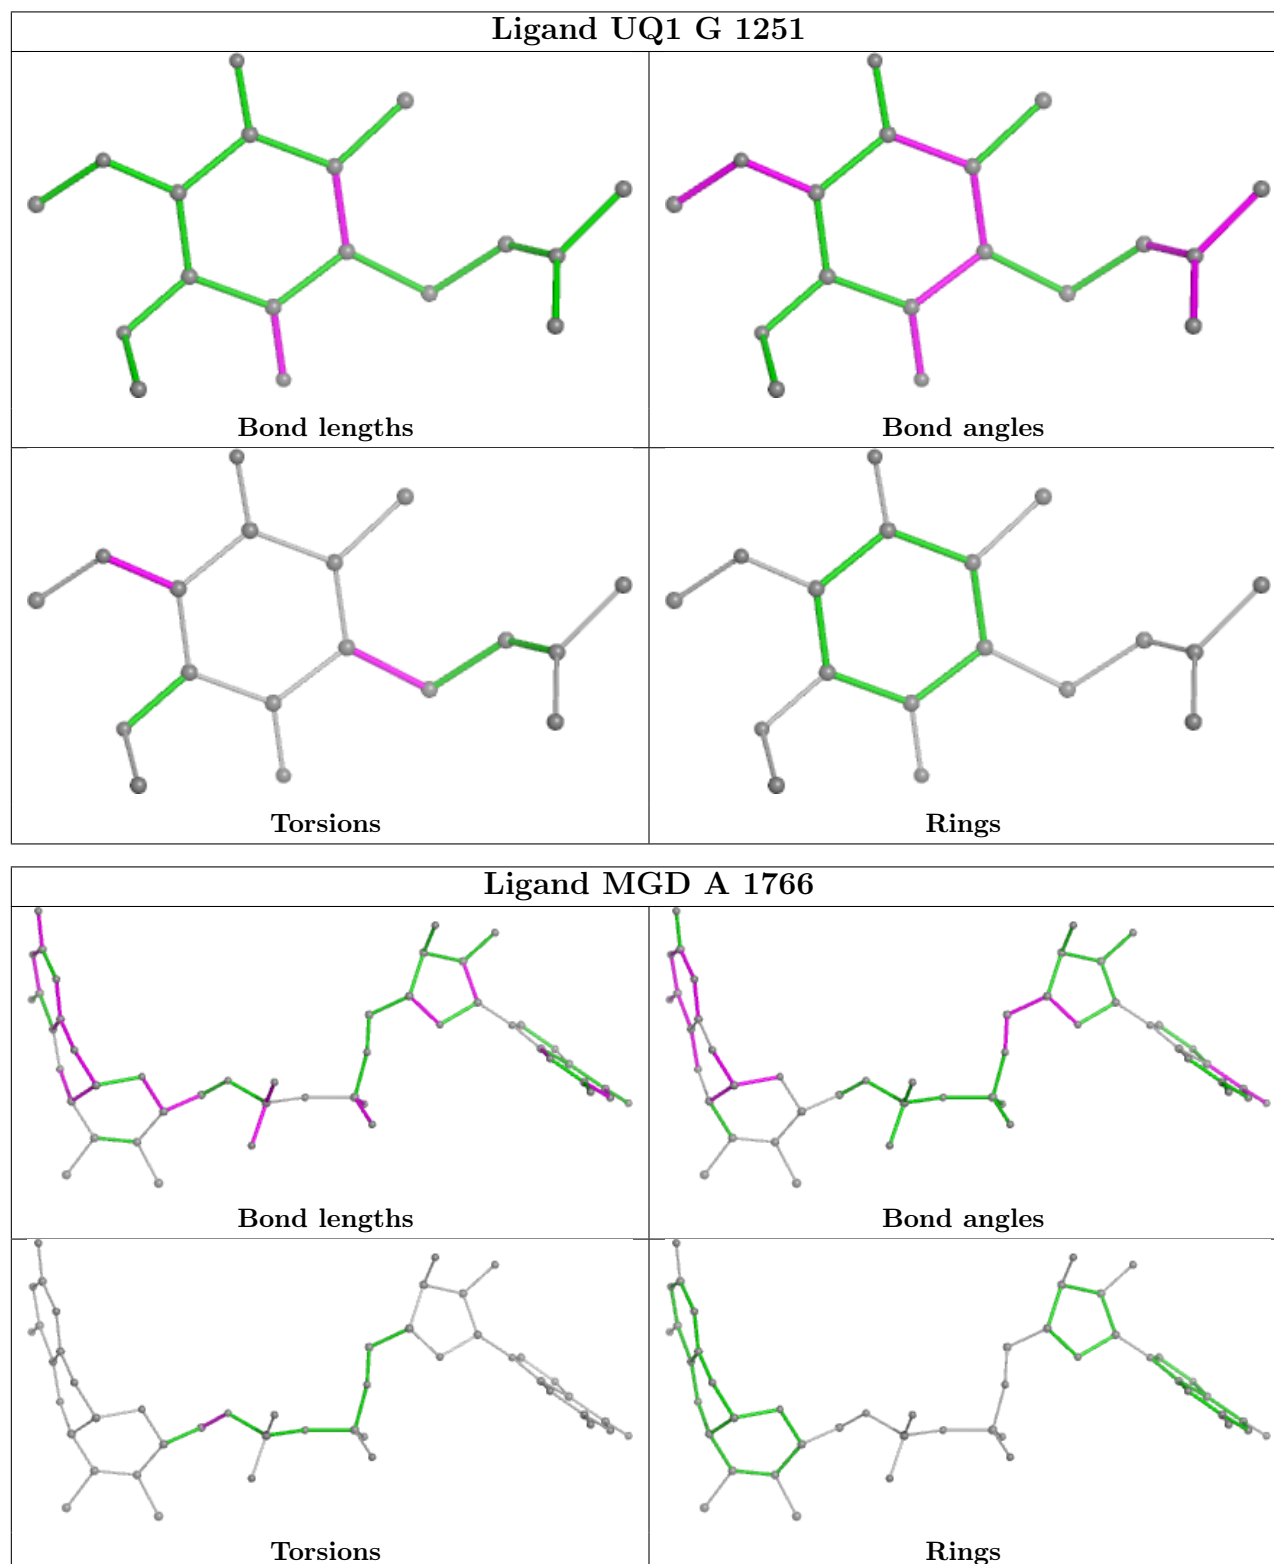 Ligand UQ1 G 1251
Bond lengths
Bond angles
Torsions
Rings
Ligand MGD A 1766
Bond lengths
Bond angles
Torsions
Rings